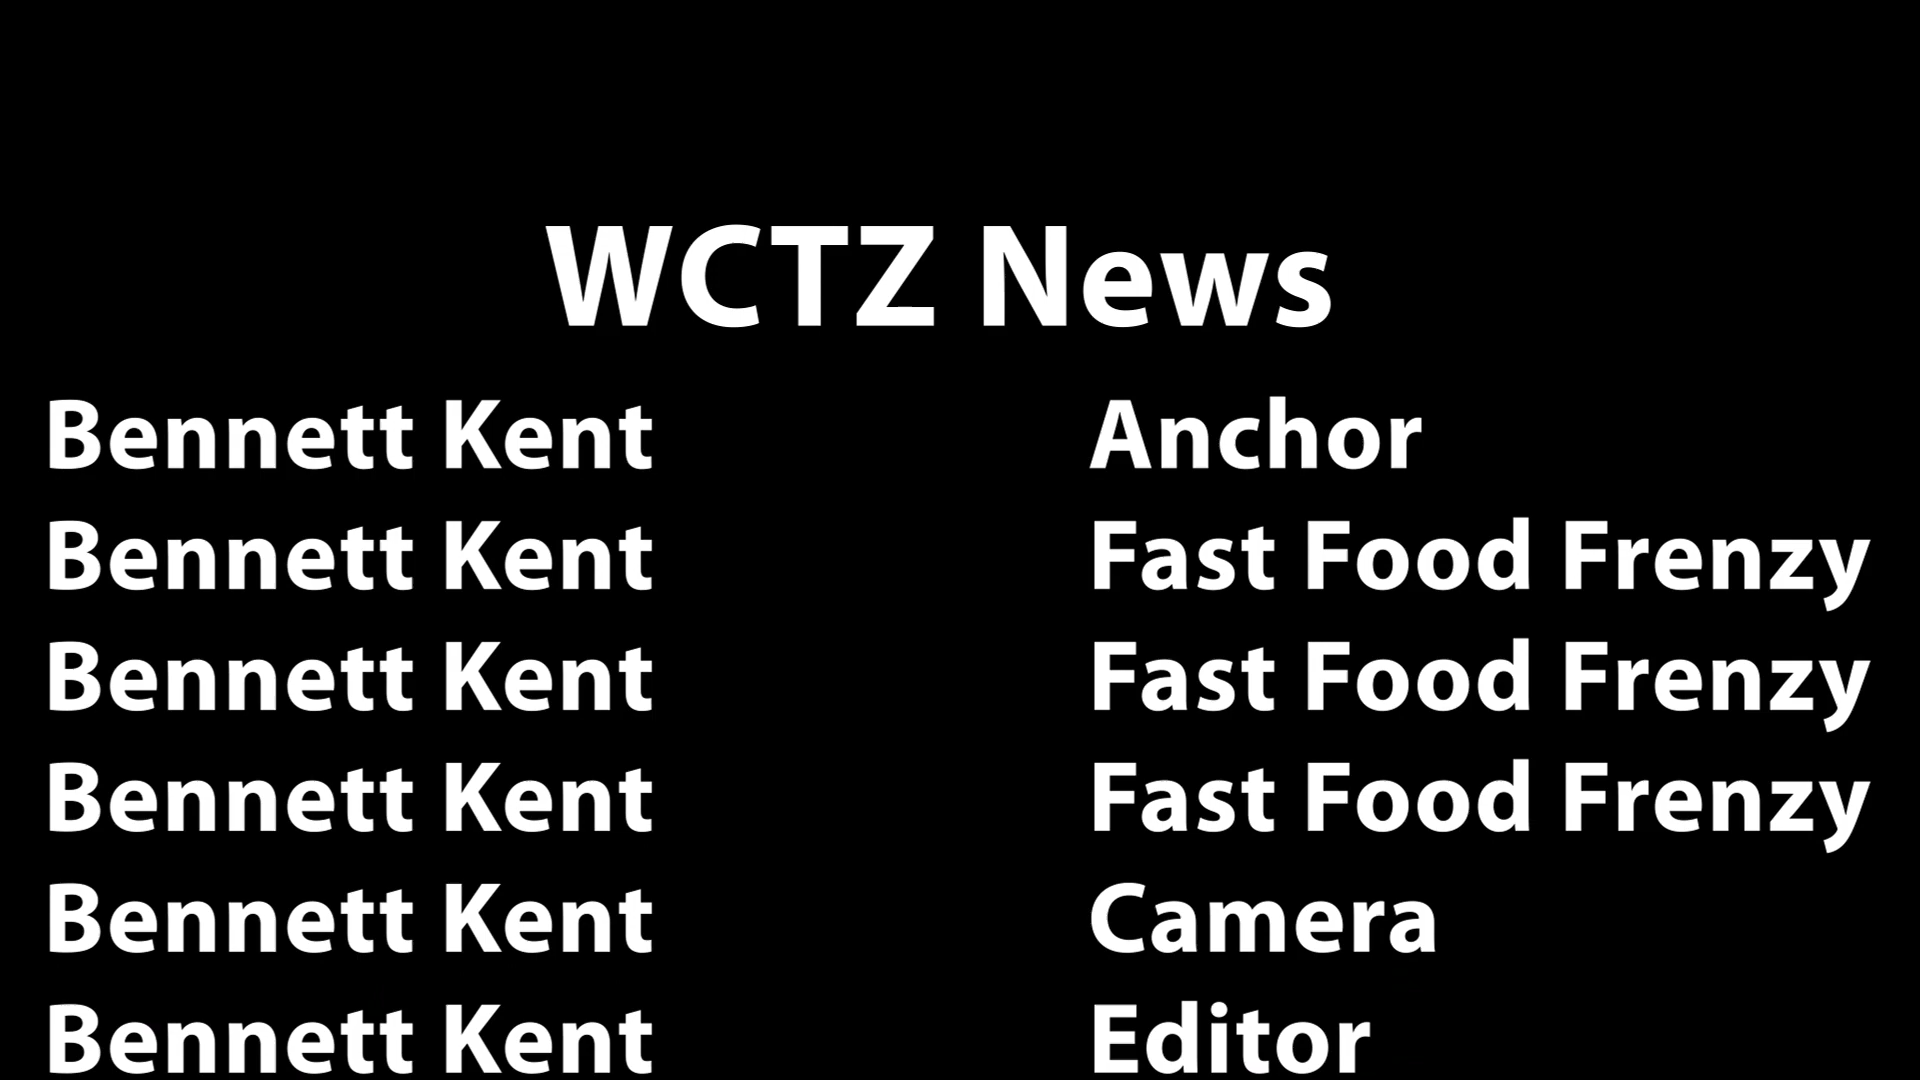 WCTZ News
Bennett Kent Anchor
Bennett Kent Fast Food Frenzy
Bennett Kent Fast Food Frenzy
Bennett Kent Fast Food Frenzy
Bennett Kent Camera
Bennett Kent Editor